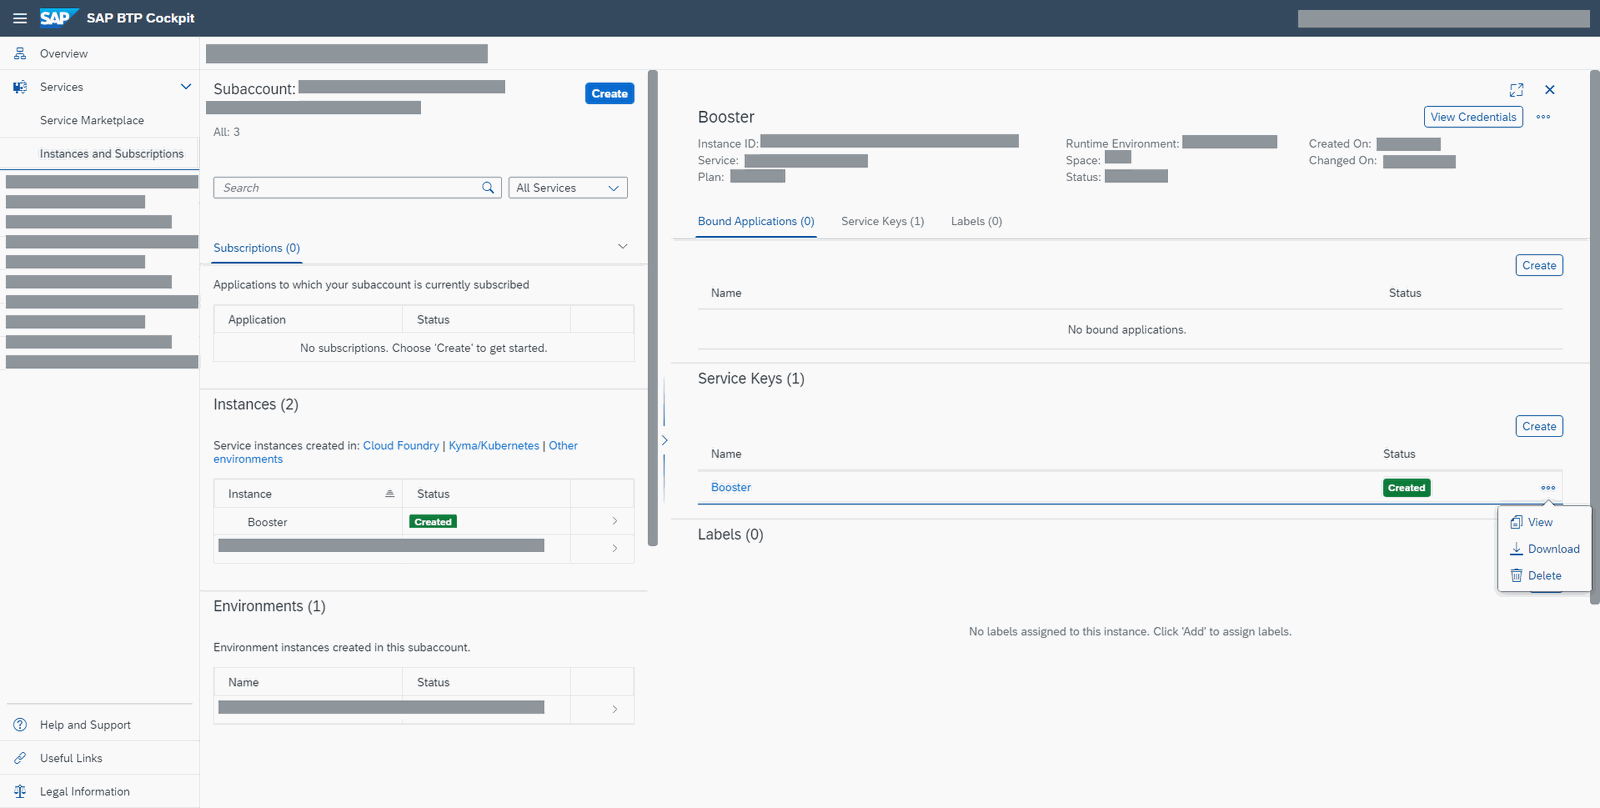 SAP SAP BTP Cockpit
Overview
Services
Service Marketplace
Instances and Subscriptions
Help and Support
Useful Links
Legal Information
Subaccount:
Create
All: 3
Search
All Services
Subscriptions (0)
Applications to which your subaccount is currently subscribed
Application Status
No subscriptions. Choose 'Create' to get started.
Instances (2)
Service instances created in: Cloud Foundry | Kyma/Kubernetes | Other
environments
Instance Status
Booster Created
Environments (1)
Environment instances created in this subaccount.
Name Status
Booster
View Credentials
Instance ID: Runtime Environment: Created On:
Service: Space: Changed On:
Plan: Status:
Bound Applications (0) Service Keys (1) Labels (0)
Create
Name Status
No bound applications.
Service Keys (1)
Create
Name Status
Booster Created
View
Download
Delete
Labels (0)
No labels assigned to this instance. Click 'Add' to assign labels.